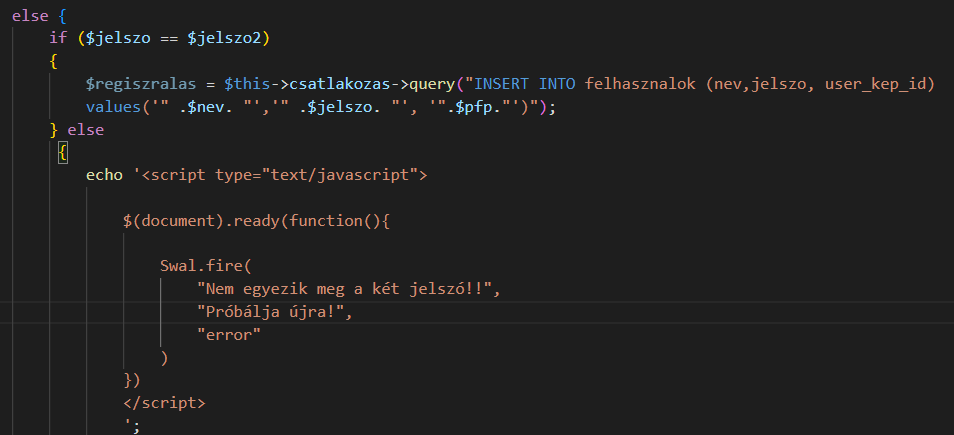 else {
if ($jelszo == $jelszo2)
{
$regiszralas = $this->csatlakozas->query("INSERT INTO felhasznalok (nev,jelszo, user_kep_id)
values('" .$nev. "','" .$jelszo. "', '".$pfp."')");
} else
{
echo '<script type="text/javascript">
$(document).ready(function(){
Swal.fire(
"Nem egyezik meg a két jelszó!!",
"Próbálja újra!",
"error"
)
})
</script>
';